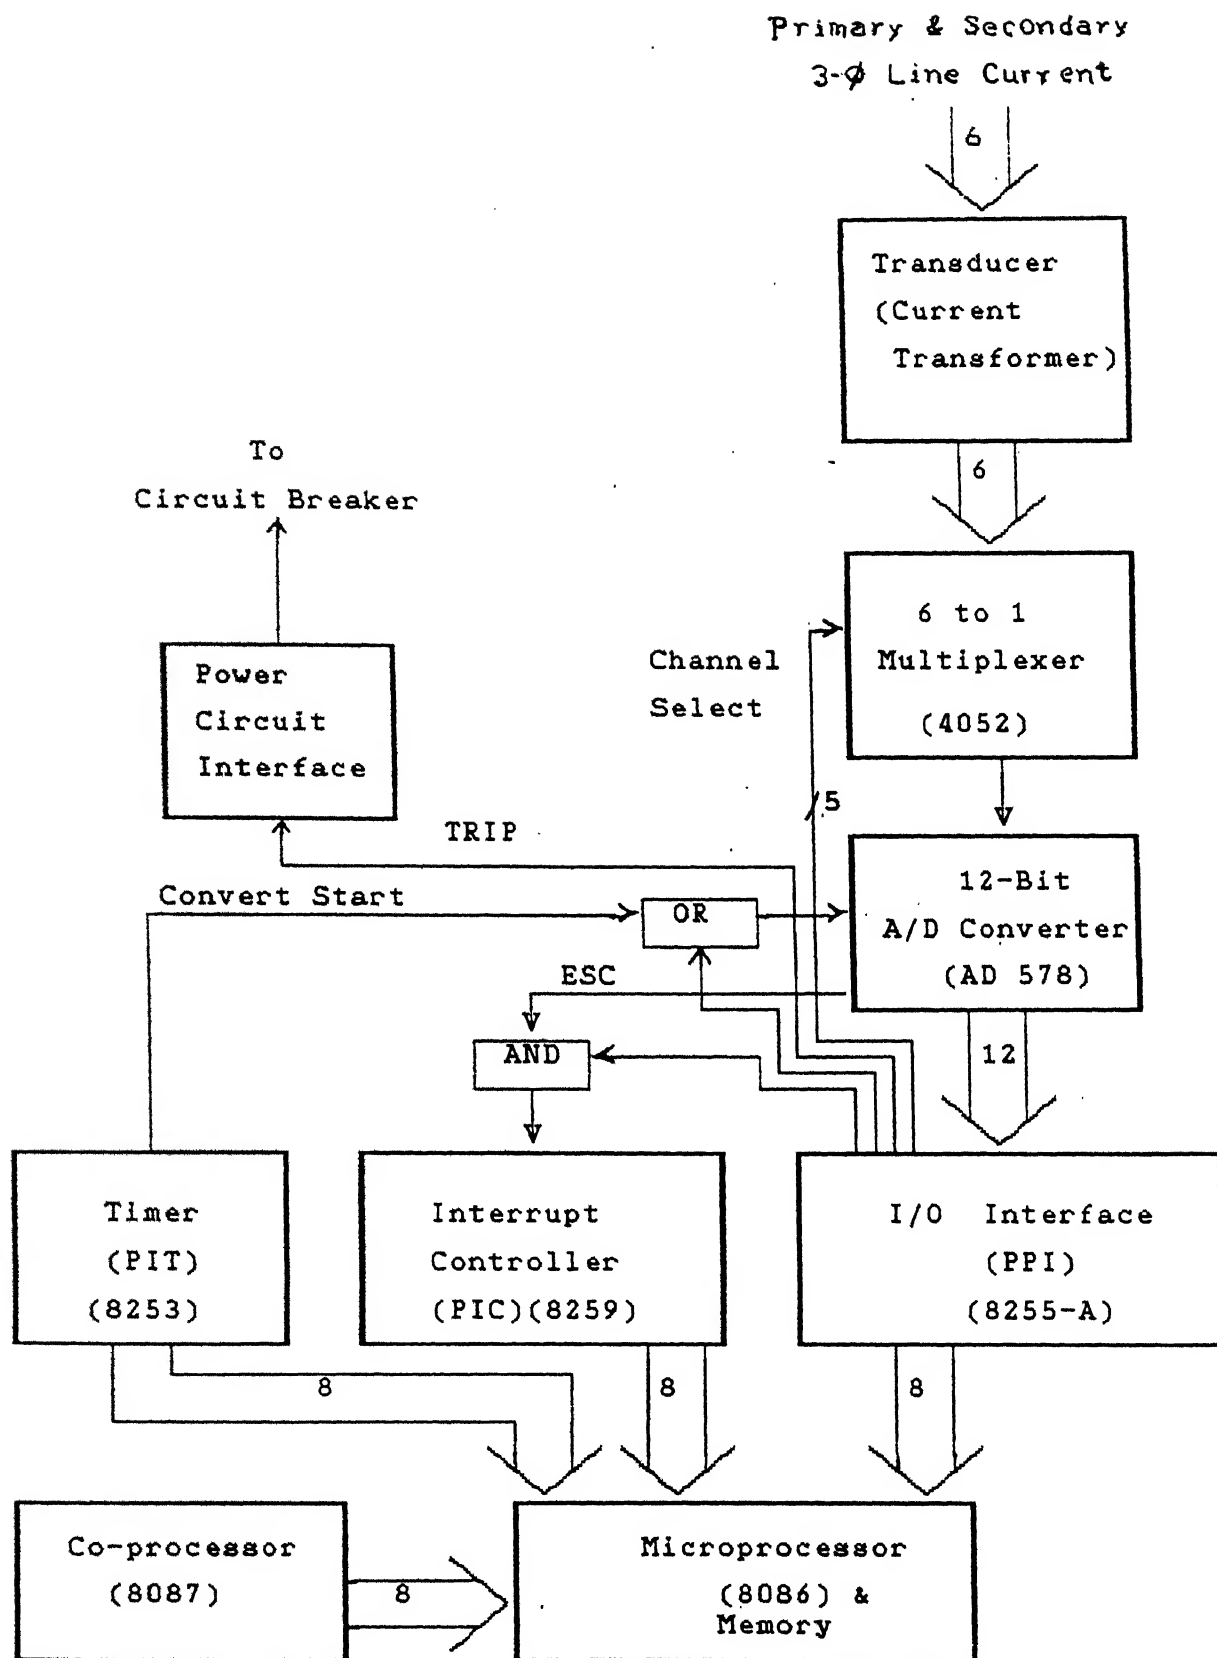 Primary & Secondary
3-Ø Line Current
6
Transducer
(Current
Transformer)
6
To
Circuit Breaker
6 to 1
Multiplexer
(4052)
Channel
Select
Power
Circuit
Interface
5
TRIP
Convert Start
OR
12-Bit
A/D Converter
(AD 578)
ESC
AND
12
Timer
(PIT)
(8253)
Interrupt
Controller
(PIC)(8259)
I/O Interface
(PPI)
(8255-A)
8
8
8
Co-processor
(8087)
8
Microprocessor
(8086) &
Memory